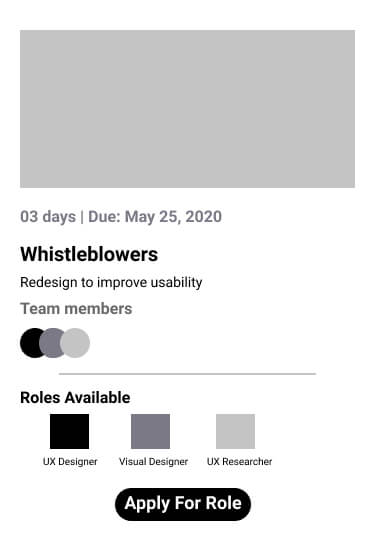 03 days | Due: May 25, 2020
Whistleblowers
Redesign to improve usability
Team members
Roles Available
UX Designer Visual Designer UX Researcher
Apply For Role